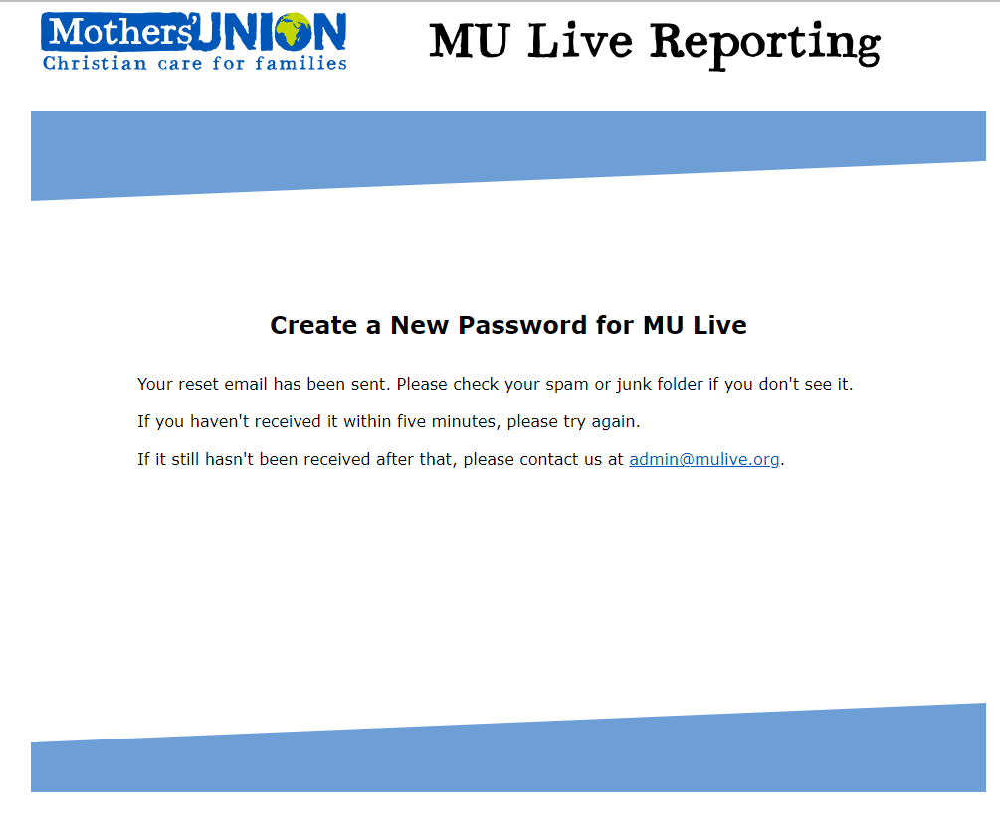 Mothers' UNION
Christian care for families
MU Live Reporting
Create a New Password for MU Live
Your reset email has been sent. Please check your spam or junk folder if you don't see it.
If you haven't received it within five minutes, please try again.
If it still hasn't been received after that, please contact us at admin@mulive.org.